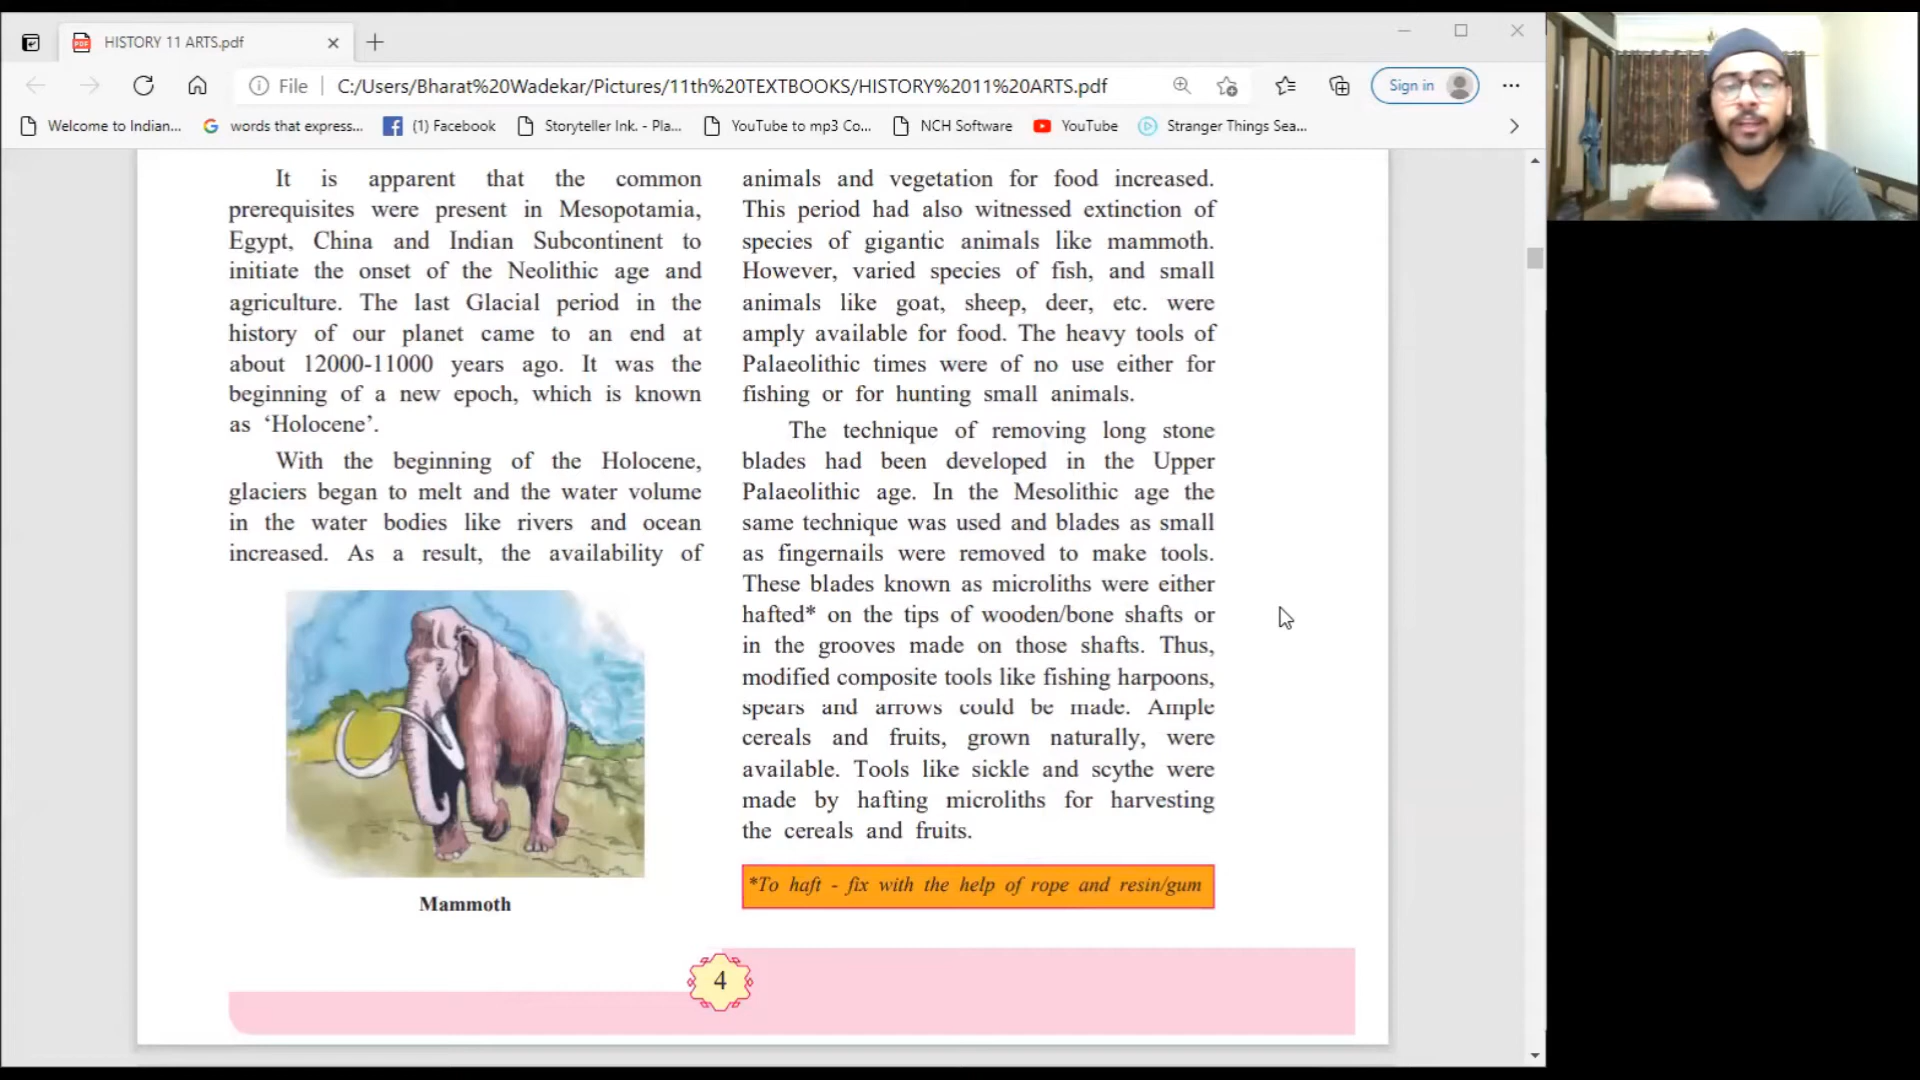 HISTORY 11 ARTS.pdf
File
C:/Users/Bharat%20Wadekar/Pictures/11th%20TEXTBOOKS/HISTORY%2011%20ARTS.pdf
Sign in
Welcome to Indian...
words that express...
(1) Facebook
Storyteller Ink. - Pla...
YouTube to mp3 Co...
NCH Software
YouTube
Stranger Things Sea...
It is apparent that the common
prerequisites were present in Mesopotamia,
Egypt, China and Indian Subcontinent to
initiate the onset of the Neolithic age and
agriculture. The last Glacial period in the
history of our planet came to an end at
about 12000-11000 years ago. It was the
beginning of a new epoch, which is known
as ‘Holocene’.
With the beginning of the Holocene,
glaciers began to melt and the water volume
in the water bodies like rivers and ocean
increased. As a result, the availability of
Mammoth
animals and vegetation for food increased.
This period had also witnessed extinction of
species of gigantic animals like mammoth.
However, varied species of fish, and small
animals like goat, sheep, deer, etc. were
amply available for food. The heavy tools of
Palaeolithic times were of no use either for
fishing or for hunting small animals.
The technique of removing long stone
blades had been developed in the Upper
Palaeolithic age. In the Mesolithic age the
same technique was used and blades as small
as fingernails were removed to make tools.
These blades known as microliths were either
hafted* on the tips of wooden/bone shafts or
in the grooves made on those shafts. Thus,
modified composite tools like fishing harpoons,
spears and arrows could be made. Ample
cereals and fruits, grown naturally, were
available. Tools like sickle and scythe were
made by hafting microliths for harvesting
the cereals and fruits.
*To haft - fix with the help of rope and resin/gum
4